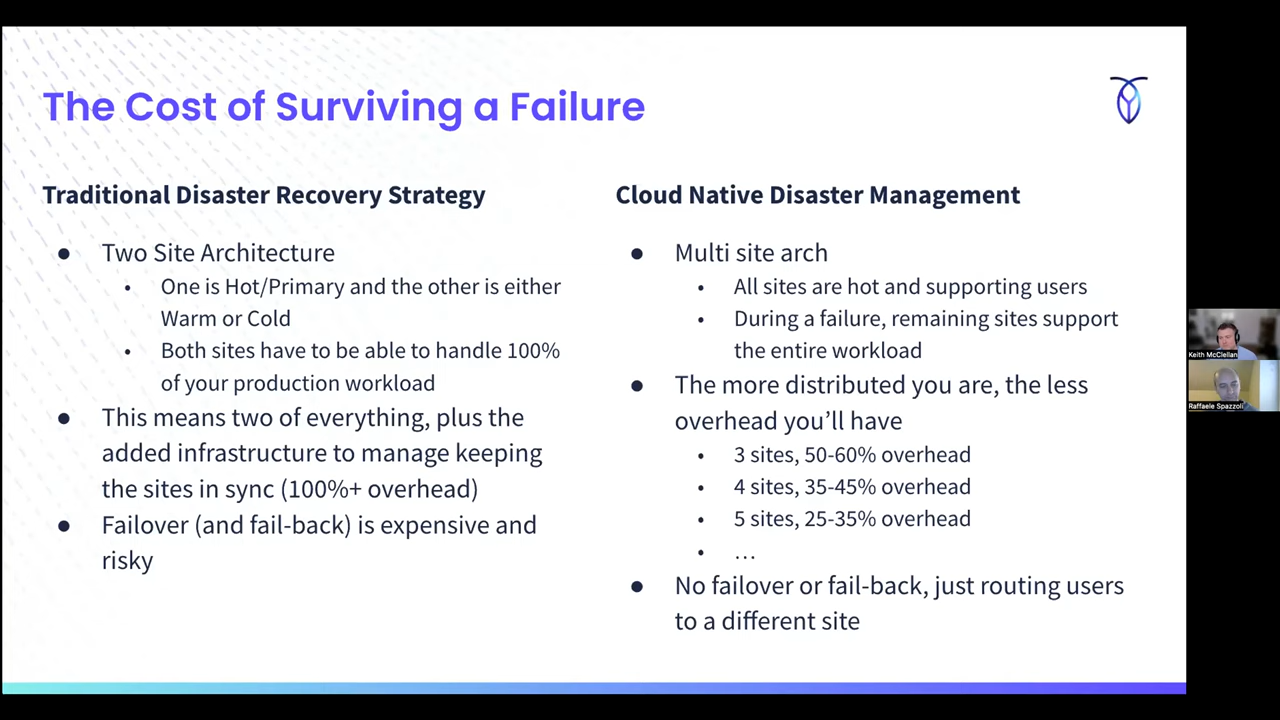 The Cost of Surviving a Failure
Traditional Disaster Recovery Strategy
● Two Site Architecture
• One is Hot/Primary and the other is either
Warm or Cold
• Both sites have to be able to handle 100%
of your production workload
● This means two of everything, plus the
added infrastructure to manage keeping
the sites in sync (100%+ overhead)
● Failover (and fail-back) is expensive and
risky
Cloud Native Disaster Management
● Multi site arch
• All sites are hot and supporting users
• During a failure, remaining sites support
the entire workload
● The more distributed you are, the less
overhead you’ll have
• 3 sites, 50-60% overhead
• 4 sites, 35-45% overhead
• 5 sites, 25-35% overhead
• …
● No failover or fail-back, just routing users
to a different site
Keith McClellan
Raffaele Spazzoli